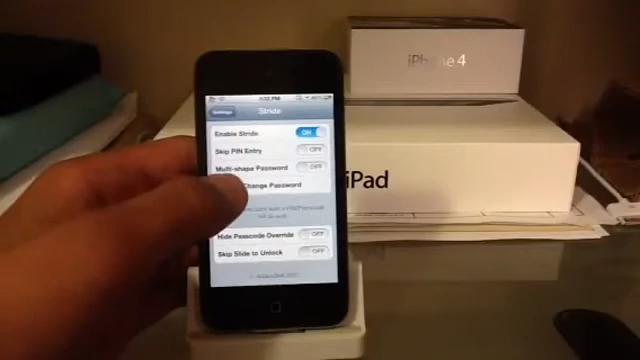 iPhone 4
iPad
Settings
Stride
Enable Stride
ON
Skip PIN Entry
OFF
Multi-shape Password
OFF
Change Password
Hide Passcode Override
OFF
Skip Slide to Unlock
OFF